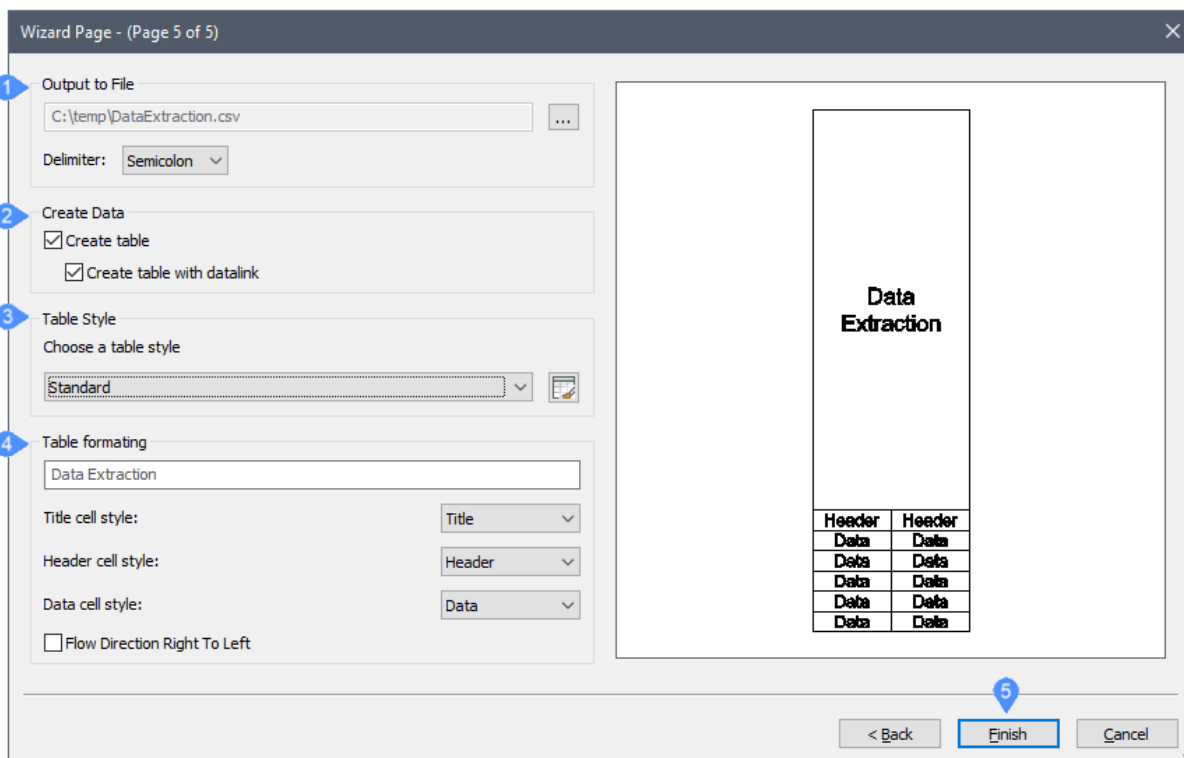 Wizard Page - (Page 5 of 5)
1
Output to File
C:\temp\DataExtraction.csv
...
Delimiter: Semicolon
2
Create Data
Create table
Create table with datalink
3
Table Style
Choose a table style
Standard
4
Table formating
Data Extraction
Title cell style: Title
Header cell style: Header
Data cell style: Data
Flow Direction Right To Left
Data
Extraction
Header Header
Data Data
Data Data
Data Data
Data Data
Data Data
5
< Back Finish Cancel